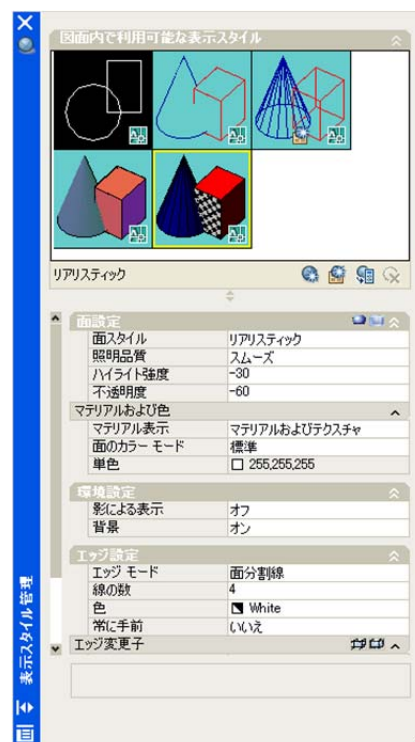 図面内で利用可能な表示スタイル
リアリスティック
面設定
面スタイル リアリスティック
照明品質 スムーズ
ハイライト強度 -30
不透明度 -60
マテリアルおよび色
マテリアル表示 マテリアルおよびテクスチャ
面のカラー モード 標準
単色 255,255,255
環境設定
影による表示 オフ
背景 オン
エッジ設定
エッジ モード 面分割線
線の数 4
色 White
常に手前 いいえ
エッジ変更子
表示スタイル管理